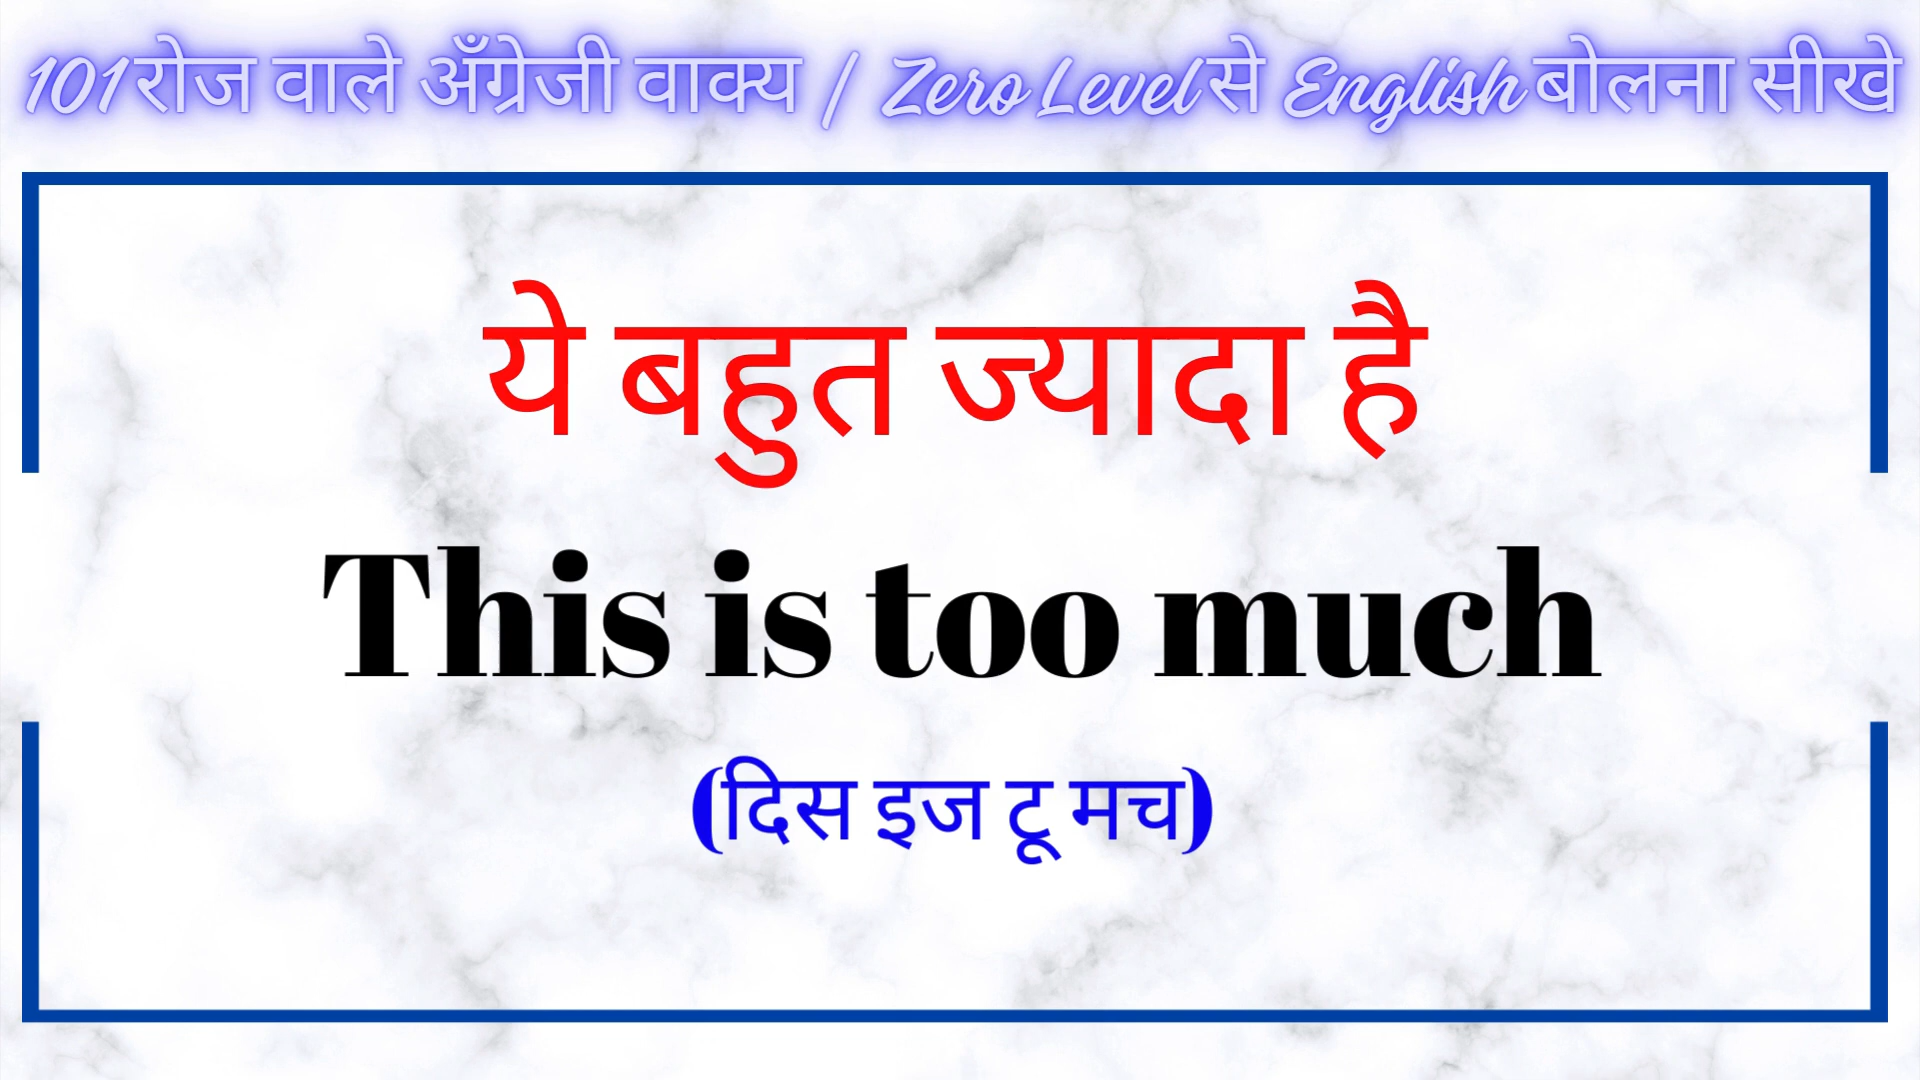 101 रोज वाले अँग्रेजी वाक्य / Zero Level से English बोलना सीखे
ये बहुत ज्यादा है
This is too much
(दिस इज टू मच)